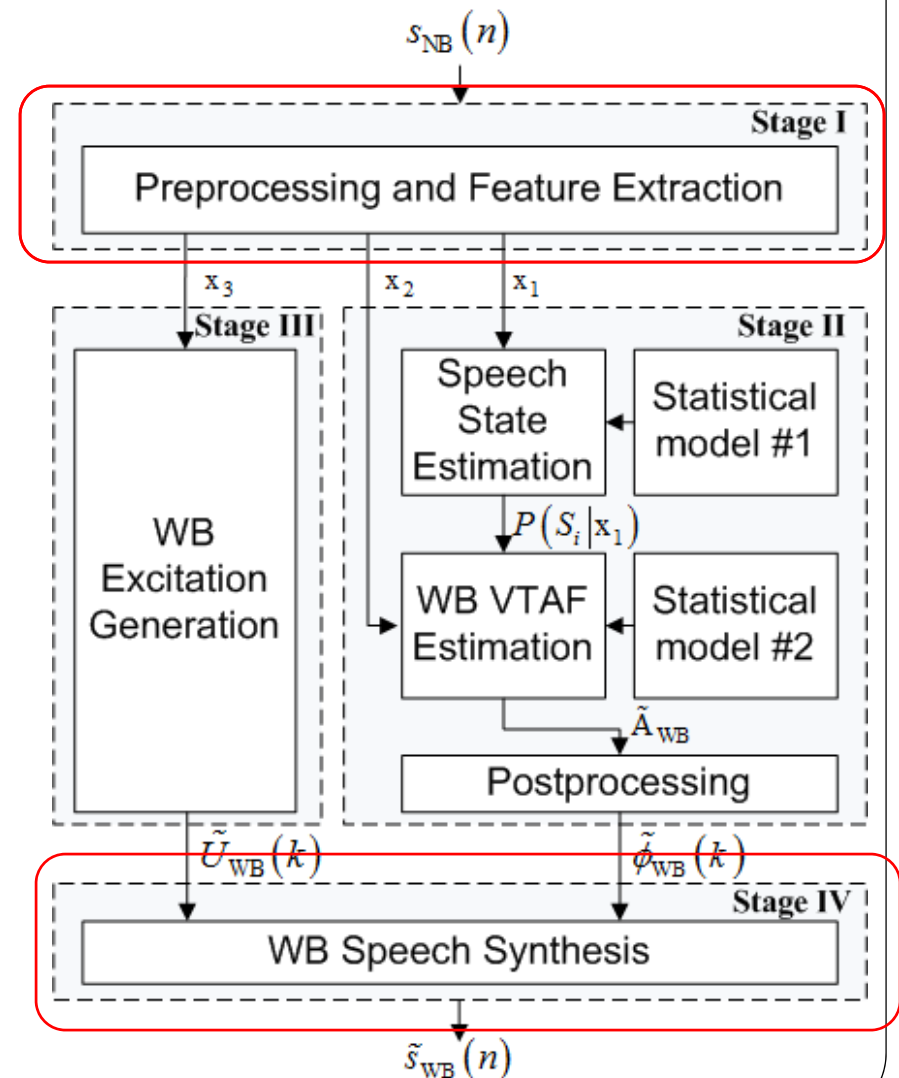 s_NB(n)
Stage I
Preprocessing and Feature Extraction
x_3
x_2
x_1
Stage III
Stage II
WB
Excitation
Generation
Speech
State
Estimation
Statistical
model #1
P(S_i|x_1)
WB VTAF
Estimation
Statistical
model #2
Ã_WB
Postprocessing
Ũ_WB(k)
ϕ̃_WB(k)
Stage IV
WB Speech Synthesis
s̃_WB(n)